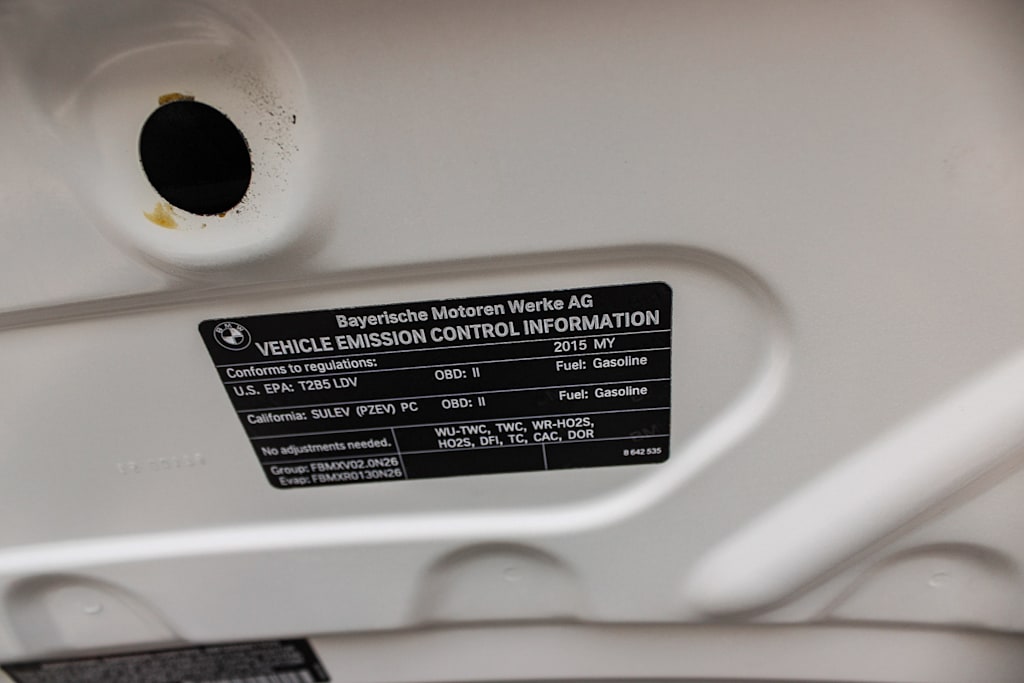 BMW
Bayerische Motoren Werke AG
VEHICLE EMISSION CONTROL INFORMATION
Conforms to regulations: 2015 MY
U.S. EPA: T2B5 LDV OBD: II Fuel: Gasoline
California: SULEV (PZEV) PC OBD: II Fuel: Gasoline
No adjustments needed. WU-TWC, TWC, WR-HO2S,
HO2S, DFI, TC, CAC, DOR
Group: FBMXV02.0N26
Evap: FBMXR0130N26
8 642 535